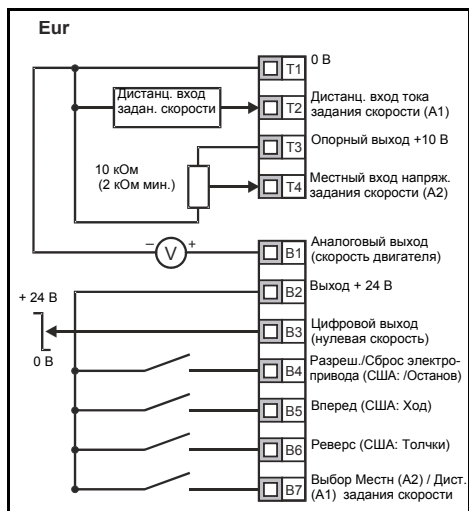 Eur
T1
0 В
Дистанц. вход
задан. скорости
T2
Дистанц. вход тока
задания скорости (A1)
T3
Опорный выход +10 В
10 кОм
(2 кОм мин.)
T4
Местный вход напряж.
задания скорости (A2)
– V +
B1
Аналоговый выход
(скорость двигателя)
B2
Выход + 24 В
+ 24 В
0 В
B3
Цифровой выход
(нулевая скорость)
B4
Разреш./Сброс электро-
привода (США: /Останов)
B5
Вперед (США: Ход)
B6
Реверс (США: Толчки)
B7
Выбор Местн (A2) / Дист.
(A1) задания скорости